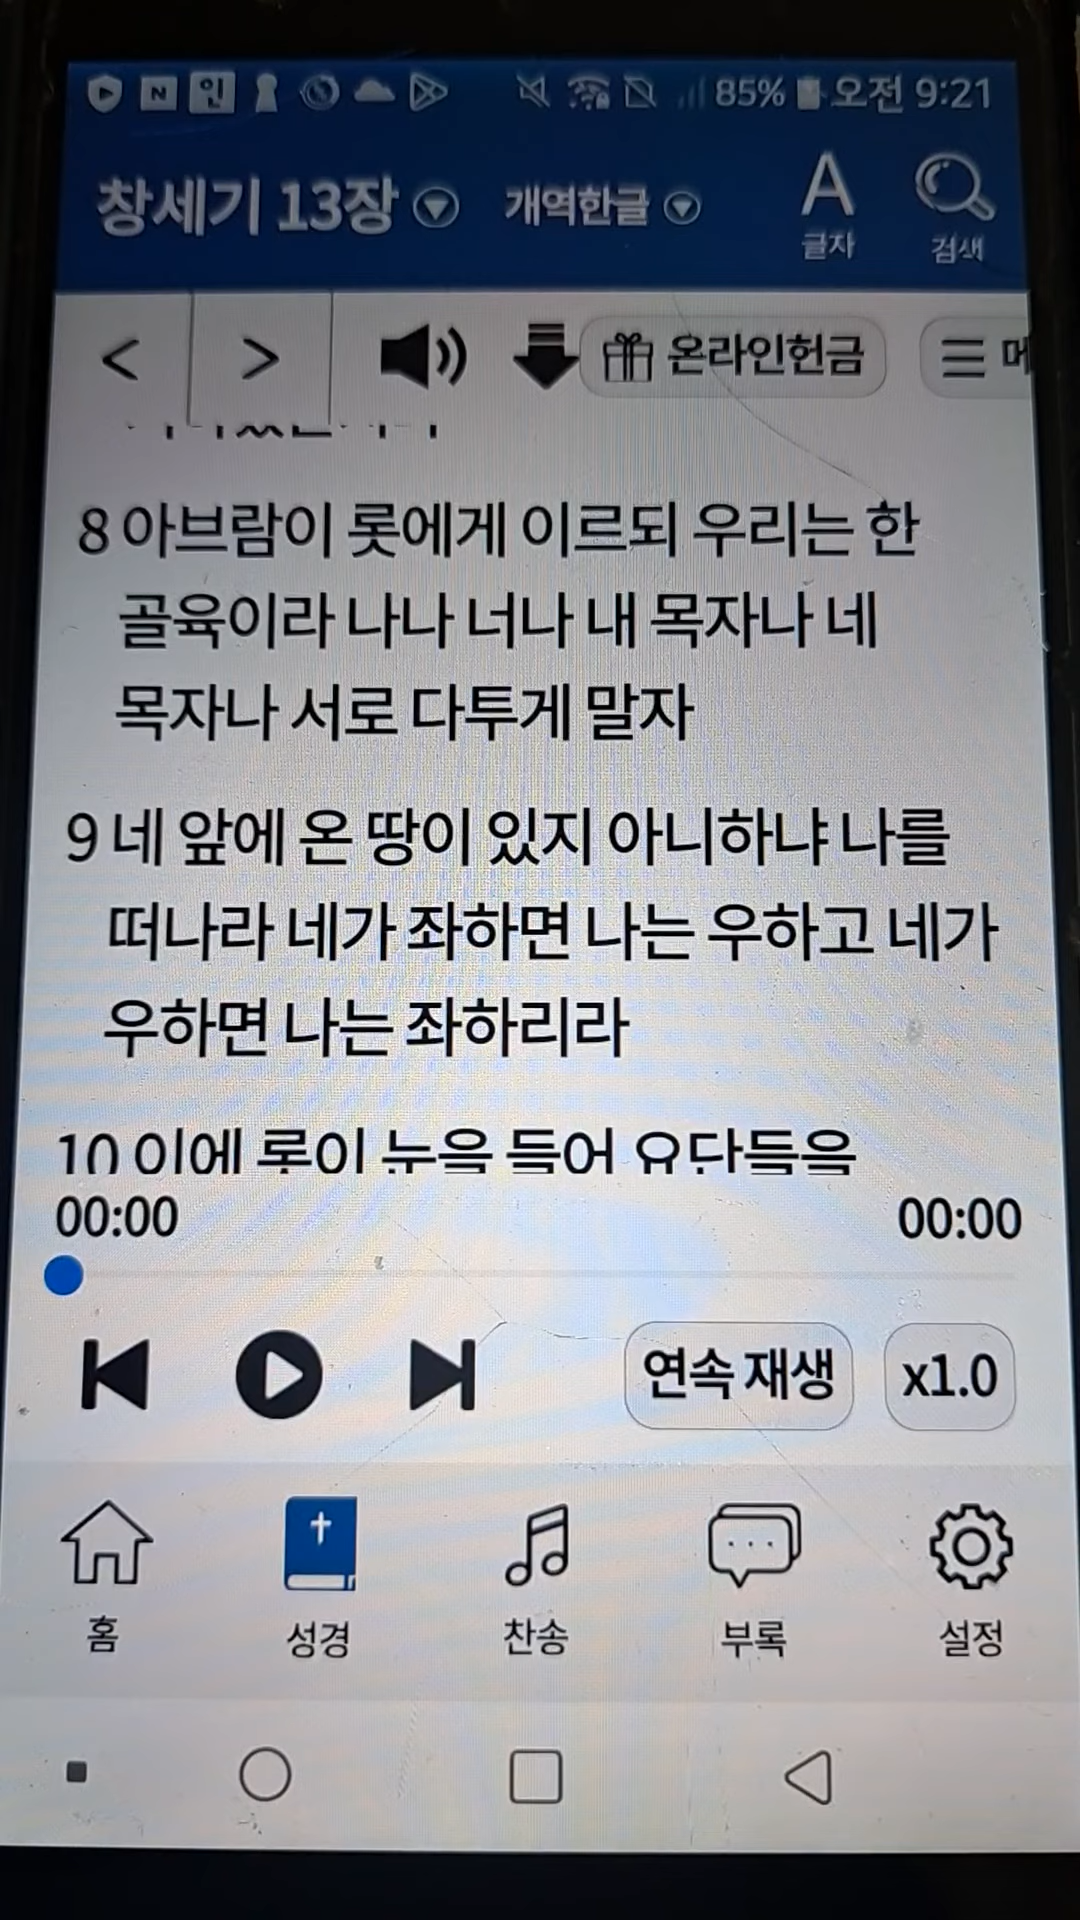 N 인 85% 오전 9:21
창세기 13장 개역한글 A 글자 검색
< > 온라인헌금
8 아브람이 롯에게 이르되 우리는 한
골육이라 나나 너나 내 목자나 네
목자나 서로 다투게 말자
9 네 앞에 온 땅이 있지 아니하냐 나를
떠나라 네가 좌하면 나는 우하고 네가
우하면 나는 좌하리라
10 이에 롯이 눈을 들어 요단들을
00:00 00:00
연속 재생 x1.0
홈 성경 찬송 부록 설정